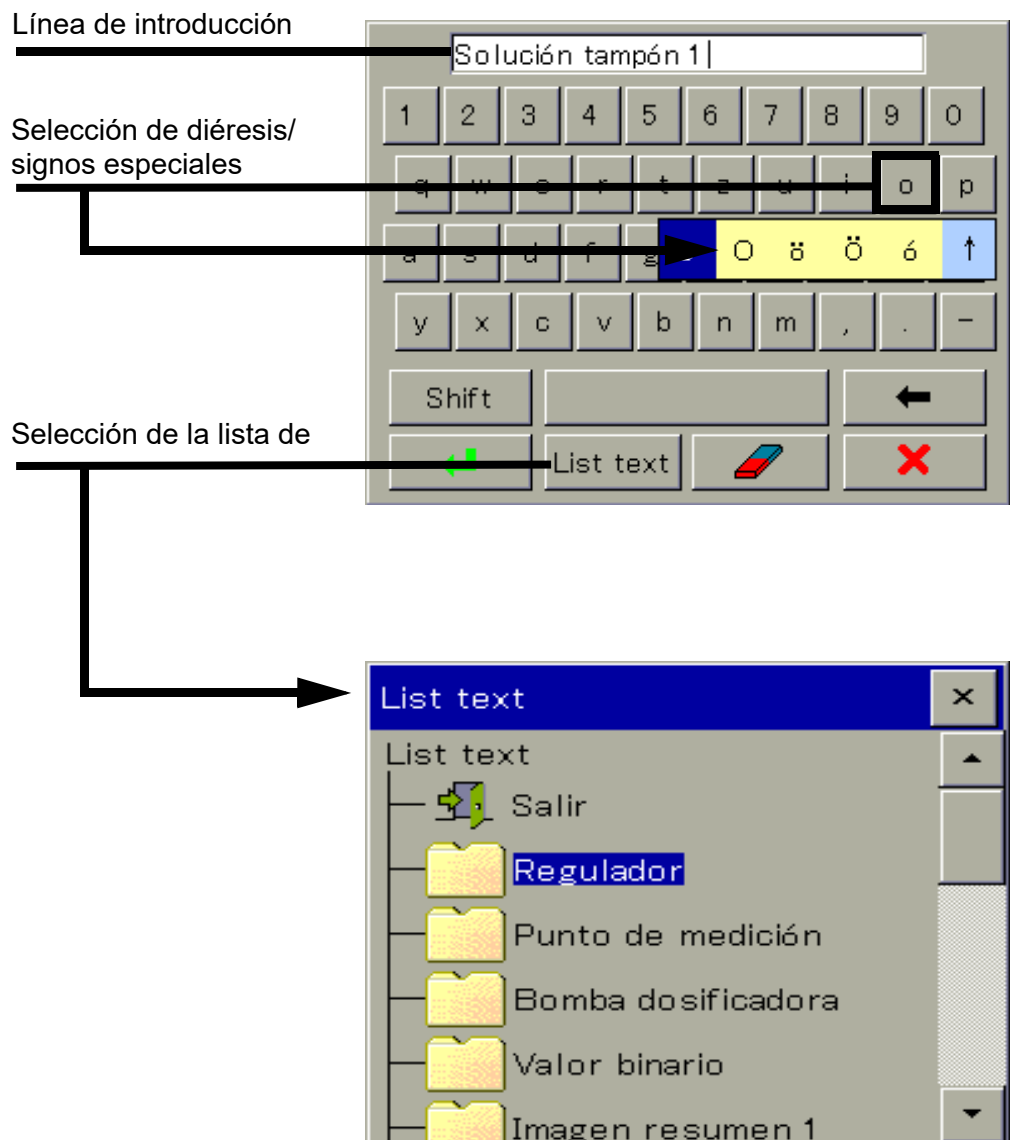 Línea de introducción
Solución tampón 1
1 2 3 4 5 6 7 8 9 0
Selección de diéresis/
signos especiales
q w e r t z u i o p
a s d f g
O ö Ö ó ↑
y x c v b n m , . -
Shift
Selección de la lista de
List text
List text
List text
Salir
Regulador
Punto de medición
Bomba dosificadora
Valor binario
Imagen resumen 1